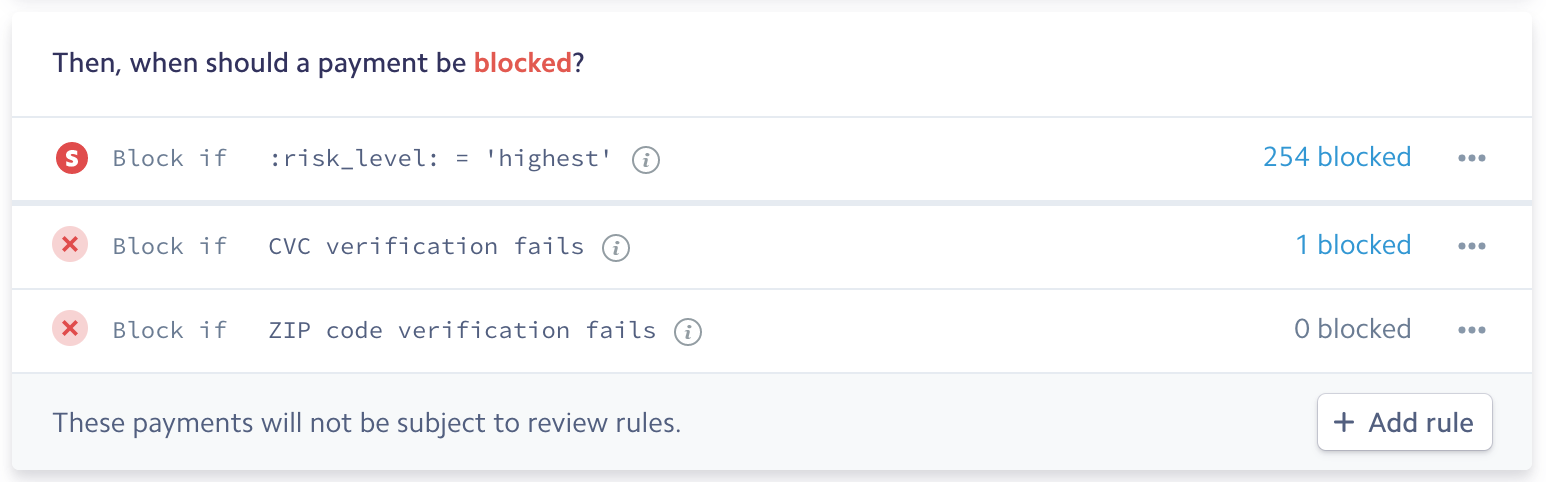 Then, when should a payment be blocked?
S Block if :risk_level: = 'highest' i 254 blocked •••
Block if CVC verification fails i 1 blocked •••
Block if ZIP code verification fails i 0 blocked •••
These payments will not be subject to review rules. + Add rule